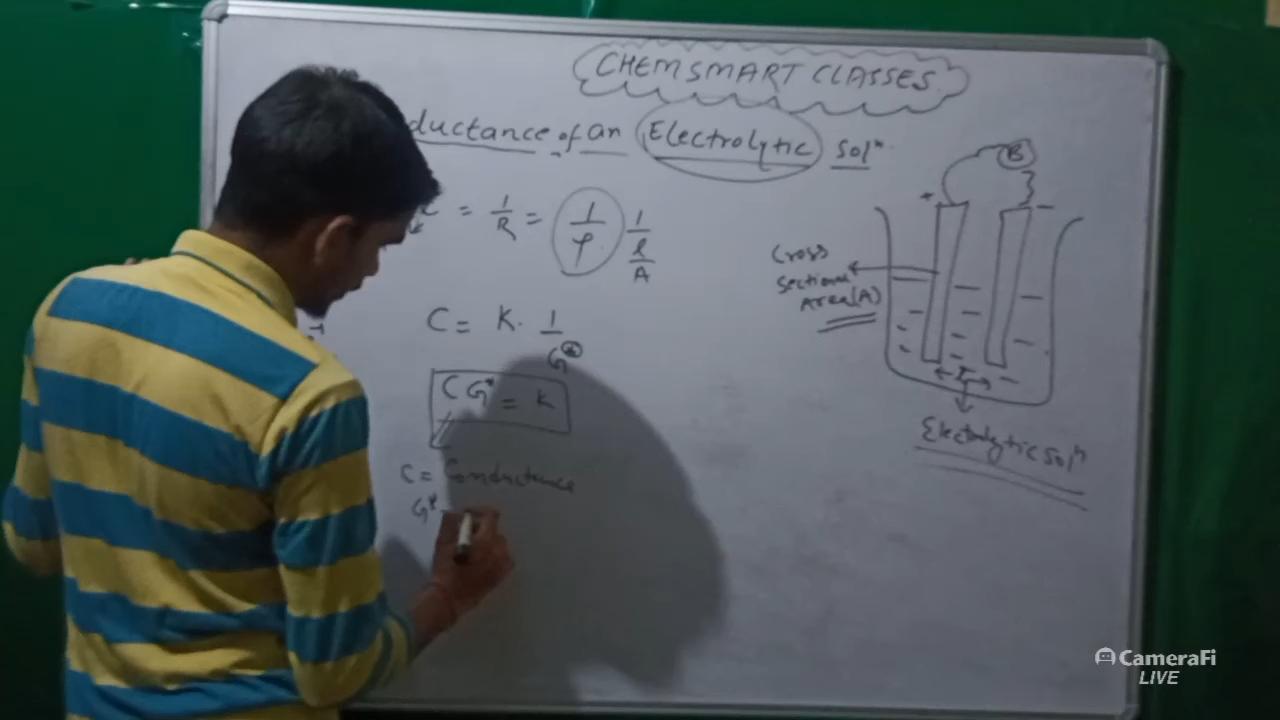 CHEMSMART CLASSES
ductance of an Electrolytic solⁿ
= 1/R = 1/ρ 1/(l/A)
C = K. 1/G*
C G* = K
C = Conductance
G*
B
+ -
Cross
sectional
Area(A)
Electrolytic solⁿ
CameraFi
LIVE